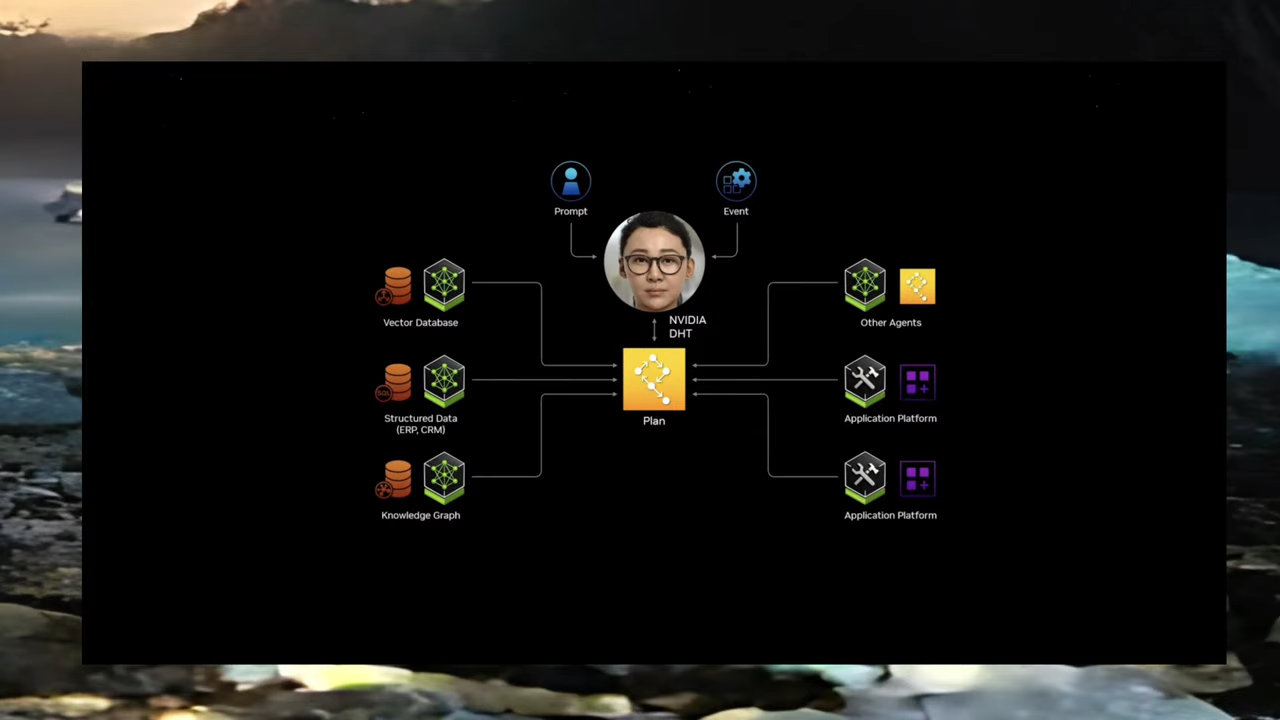 Prompt
Event
NVIDIA
DHT
Vector Database
Other Agents
SQL
Structured Data
(ERP, CRM)
Plan
Application Platform
Knowledge Graph
Application Platform